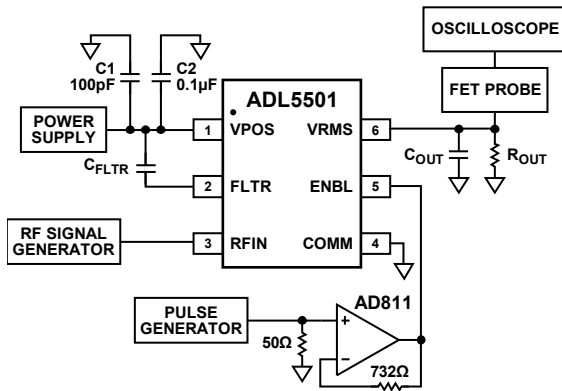 OSCILLOSCOPE
C1
100pF
C2
0.1µF
FET PROBE
ADL5501
POWER
SUPPLY
1
VPOS
VRMS
6
C_FLTR
C_OUT
R_OUT
2
FLTR
ENBL
5
RF SIGNAL
GENERATOR
3
RFIN
COMM
4
PULSE
GENERATOR
AD811
+
−
50Ω
732Ω